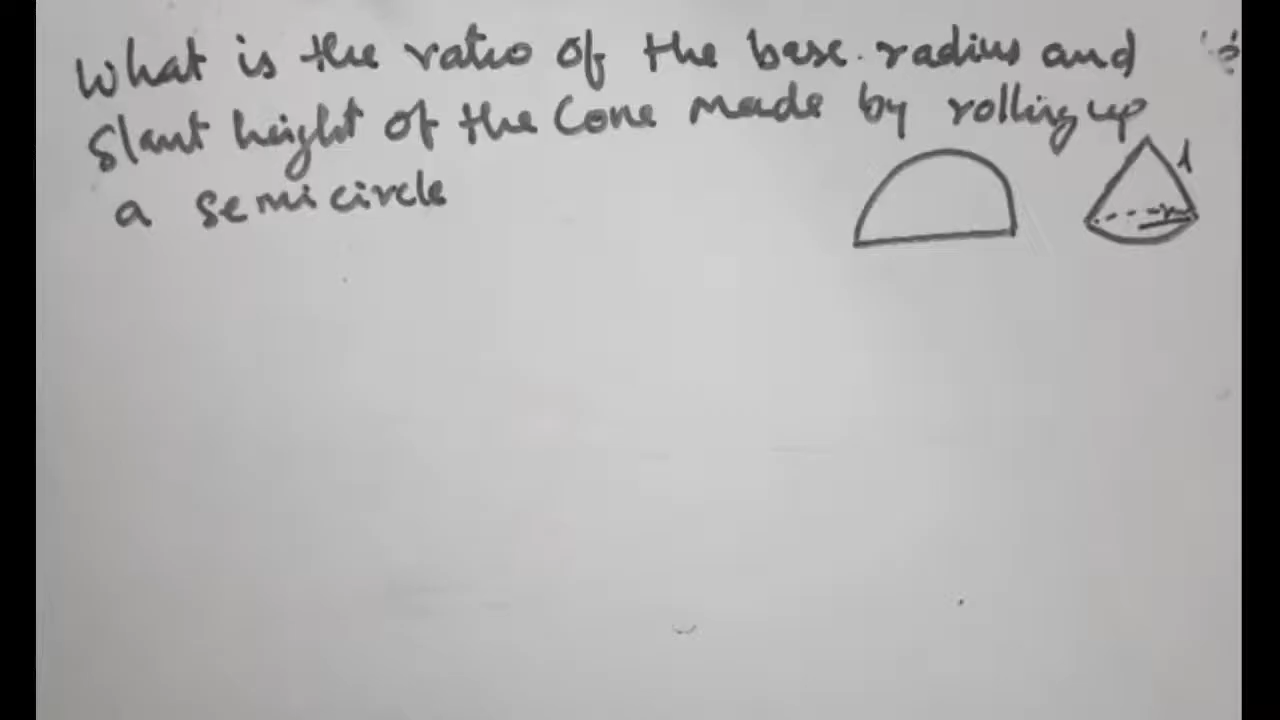 What is the ratio of the base radius and
Slant height of the Cone made by rolling up
a semicircle
l
r